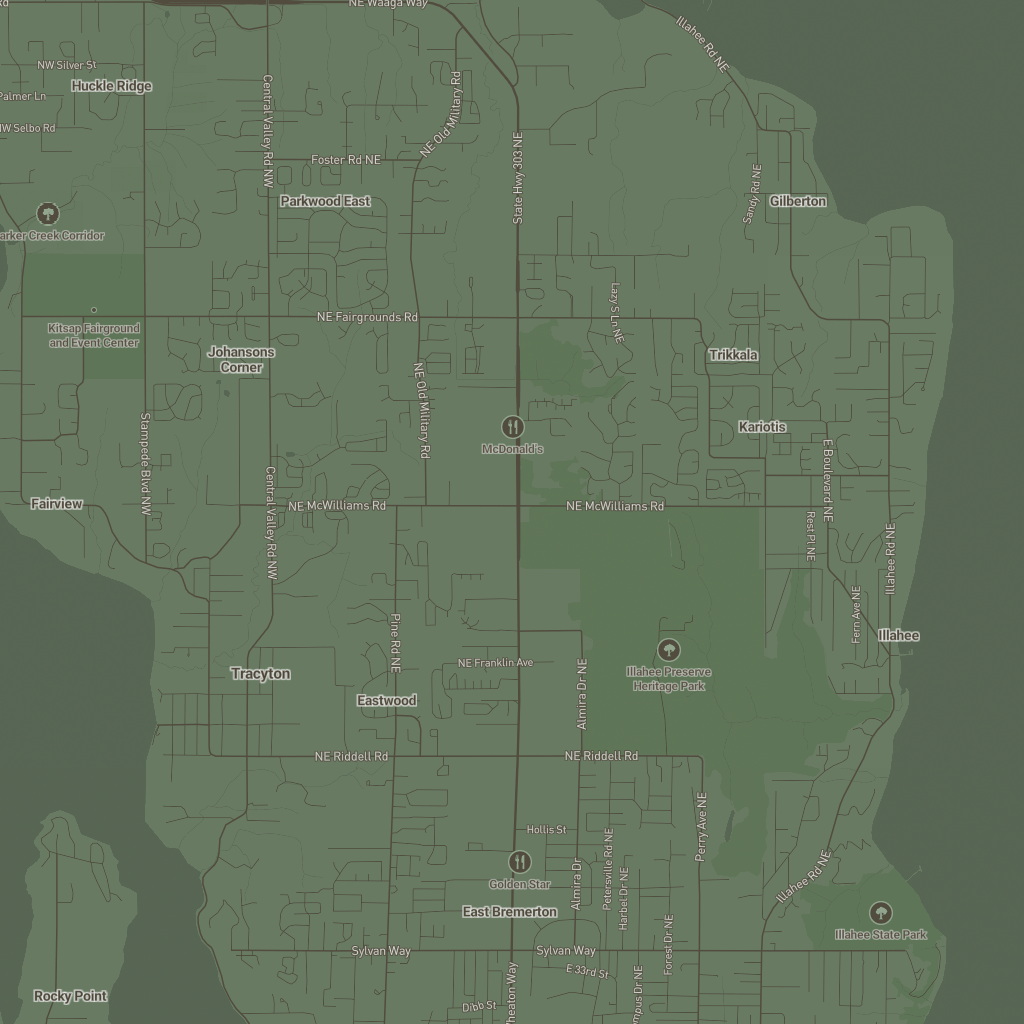 Rd
NE Waaga Way
Illahee Rd NE
NW Silver St
Huckle Ridge
Palmer Ln
NW Selbo Rd
Central Valley Rd NW
NE Old Military Rd
State Hwy 303 NE
Foster Rd NE
Sandy Rd NE
Parkwood East
Gilberton
arker Creek Corridor
Lazy S Ln NE
NE Fairgrounds Rd
Kitsap Fairground
and Event Center
Johansons
Corner
Trikkala
NE Old Military Rd
Stampede Blvd NW
McDonald's
Kariotis
E Boulevard NE
Central Valley Rd NW
Fairview
NE McWilliams Rd
NE McWilliams Rd
Rest Pl NE
Illahee Rd NE
Fern Ave NE
Pine Rd NE
Illahee
NE Franklin Ave
Almira Dr NE
Illahee Preserve
Heritage Park
Tracyton
Eastwood
NE Riddell Rd
NE Riddell Rd
Perry Ave NE
Hollis St
Petersville Rd NE
Almira Dr
Harbel Dr NE
Illahee Rd NE
Golden Star
East Bremerton
Forest Dr NE
Illahee State Park
Sylvan Way
Sylvan Way
E 33rd St
Rocky Point
Dibb St
Wheaton Way
mpus Dr NE